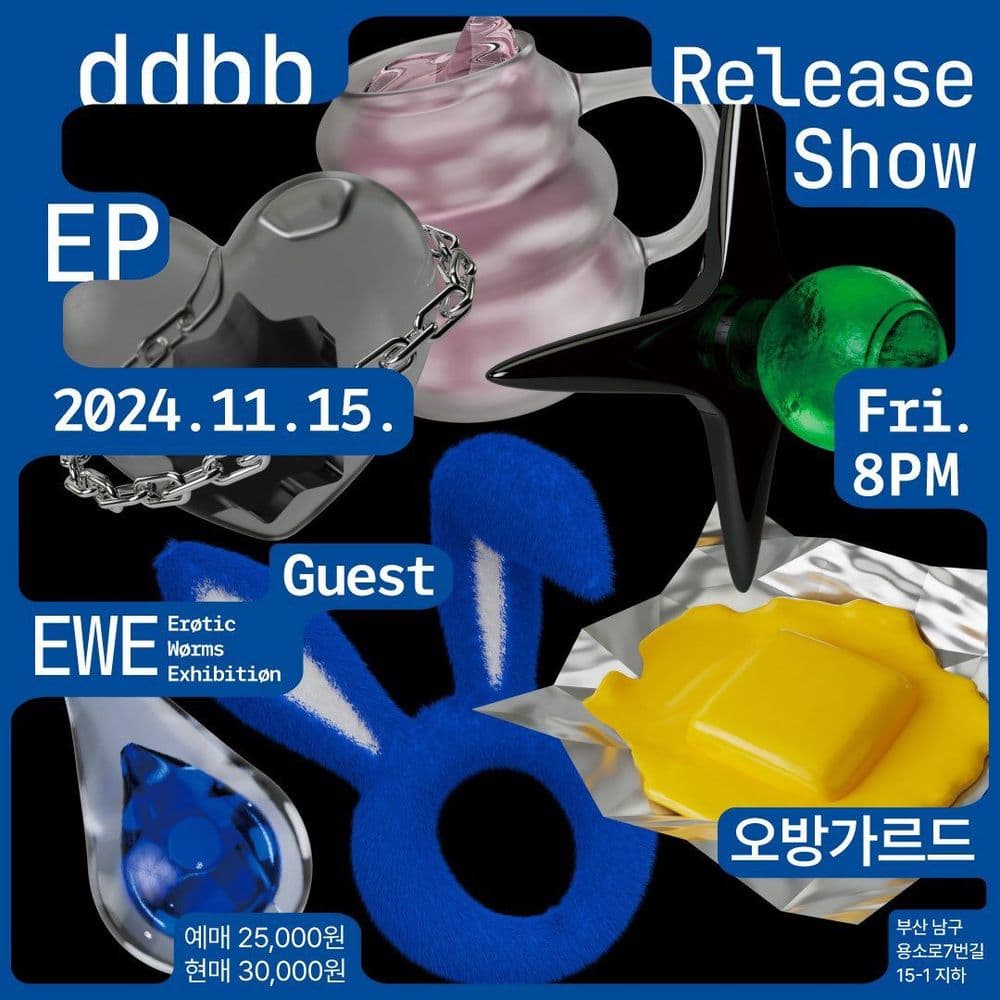 ddbb
Release
Show
EP
2024.11.15.
Fri.
8PM
Guest
EWE
Erøtic
Wørms
Exhibitiøn
오방가르드
예매 25,000원
현매 30,000원
부산 남구
용소로7번길
15-1 지하